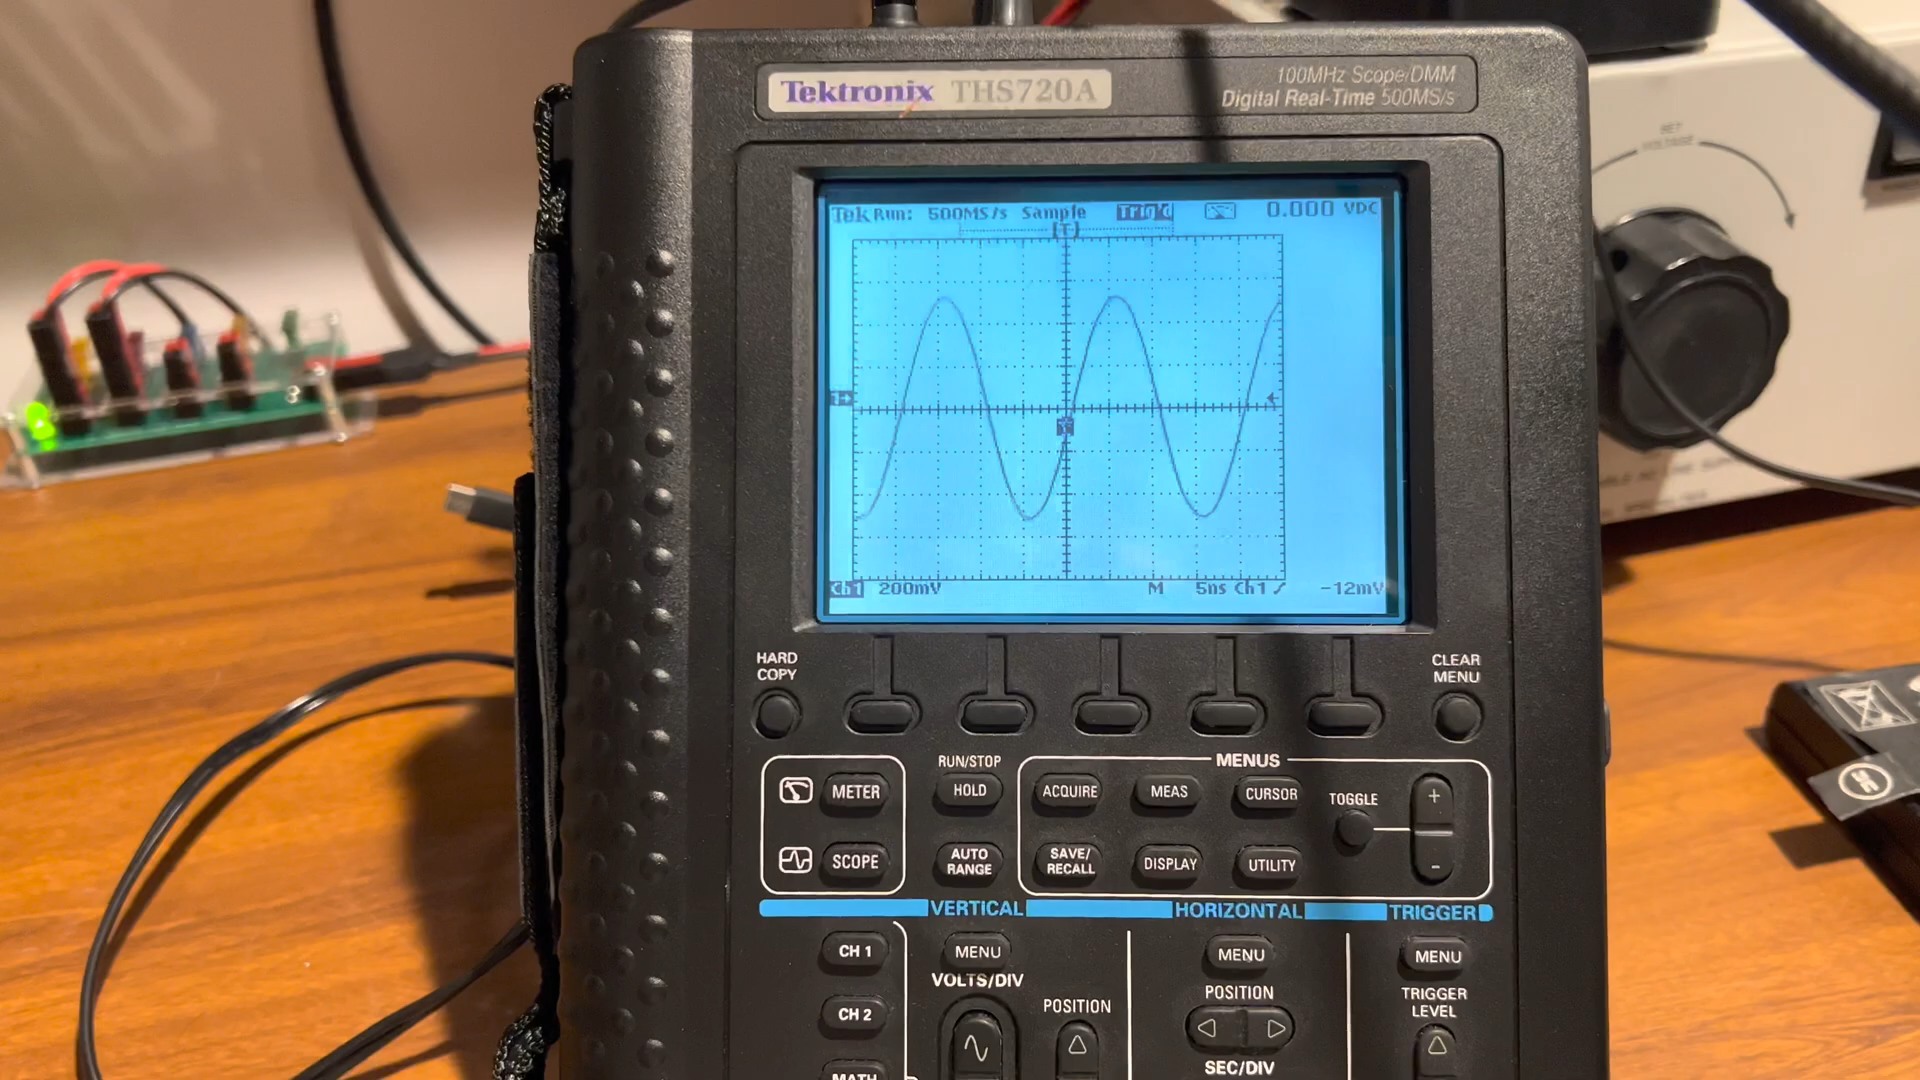 Tektronix THS720A
100MHz Scope/DMM
Digital Real-Time 500MS/s
SET
VOLTAGE
Tek Run: 500MS/s Sample Trig'd 0.000 VDC
[T]
1→
T
Ch1 200mV M 5ns Ch1 -12mV
HARD
COPY
CLEAR
MENU
RUN/STOP
MENUS
METER
HOLD
ACQUIRE
MEAS
CURSOR
TOGGLE
+
SCOPE
AUTO
RANGE
SAVE/
RECALL
DISPLAY
UTILITY
-
VERTICAL
HORIZONTAL
TRIGGER
CH 1
MENU
MENU
MENU
VOLTS/DIV
POSITION
POSITION
TRIGGER
LEVEL
CH 2
SEC/DIV
MATH